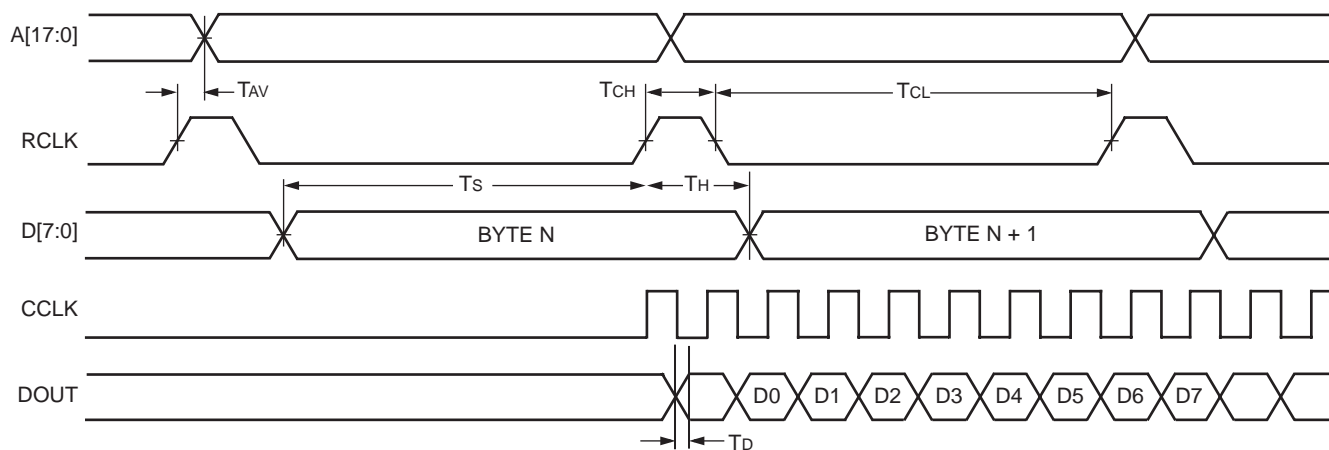 A[17:0]
TAV
TCH
TCL
RCLK
TS
TH
D[7:0]
BYTE N
BYTE N + 1
CCLK
DOUT
D0
D1
D2
D3
D4
D5
D6
D7
TD